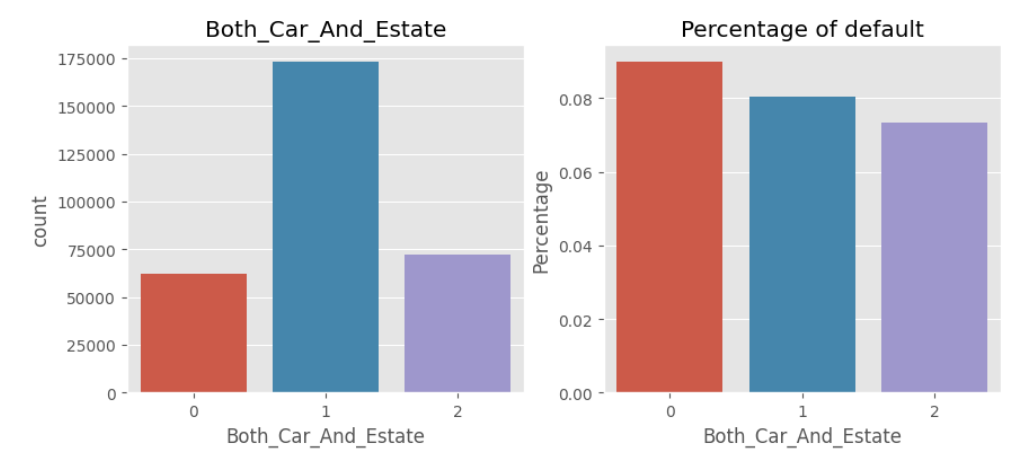 Both_Car_And_Estate
175000
150000
125000
100000
75000
50000
25000
0
count
0 1 2
Both_Car_And_Estate
Percentage of default
0.08
0.06
0.04
0.02
0.00
Percentage
0 1 2
Both_Car_And_Estate